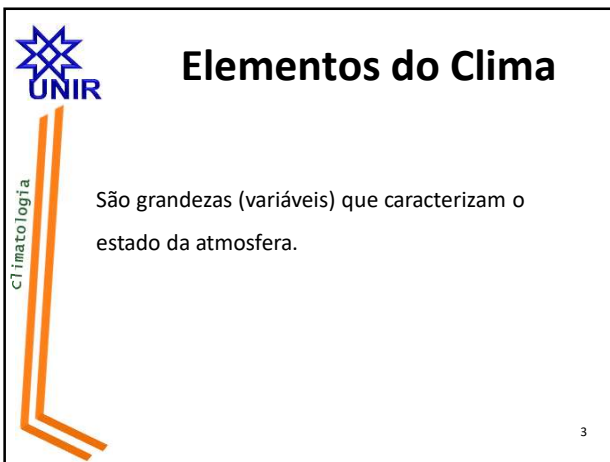 UNIR
Elementos do Clima
Climatologia
São grandezas (variáveis) que caracterizam o
estado da atmosfera.
3